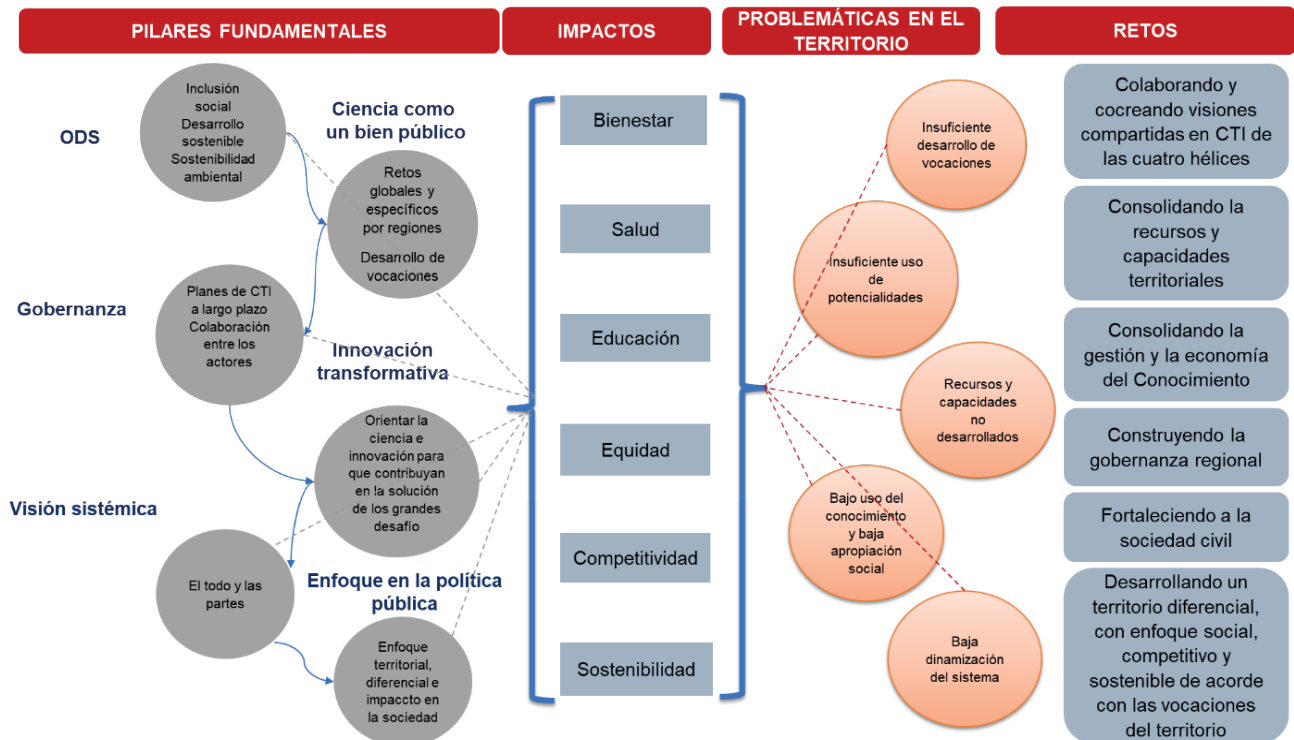 PILARES FUNDAMENTALES
ODS
Inclusión
social
Desarrollo
sostenible
Sostenibilidad
ambiental
Ciencia como
un bien público
Retos
globales y
específicos
por regiones
Desarrollo de
vocaciones
Gobernanza
Planes de CTI
a largo plazo
Colaboración
entre los
actores
Innovación
transformativa
Orientar la
ciencia e
innovación para
que contribuyan
en la solución
de los grandes
desafío
Visión sistémica
El todo y las
partes
Enfoque en la política
pública
Enfoque
territorial,
diferencial e
impaccto en
la sociedad
IMPACTOS
Bienestar
Salud
Educación
Equidad
Competitividad
Sostenibilidad
PROBLEMÁTICAS EN EL
TERRITORIO
Insuficiente
desarrollo de
vocaciones
Insuficiente uso
de
potencialidades
Recursos y
capacidades
no
desarrollados
Bajo uso del
conocimiento
y baja
apropiación
social
Baja
dinamización
del sistema
RETOS
Colaborando y
cocreando visiones
compartidas en CTI de
las cuatro hélices
Consolidando la
recursos y
capacidades
territoriales
Consolidando la
gestión y la economía
del Conocimiento
Construyendo la
gobernanza regional
Fortaleciendo a la
sociedad civil
Desarrollando un
territorio diferencial,
con enfoque social,
competitivo y
sostenible de acorde
con las vocaciones
del territorio